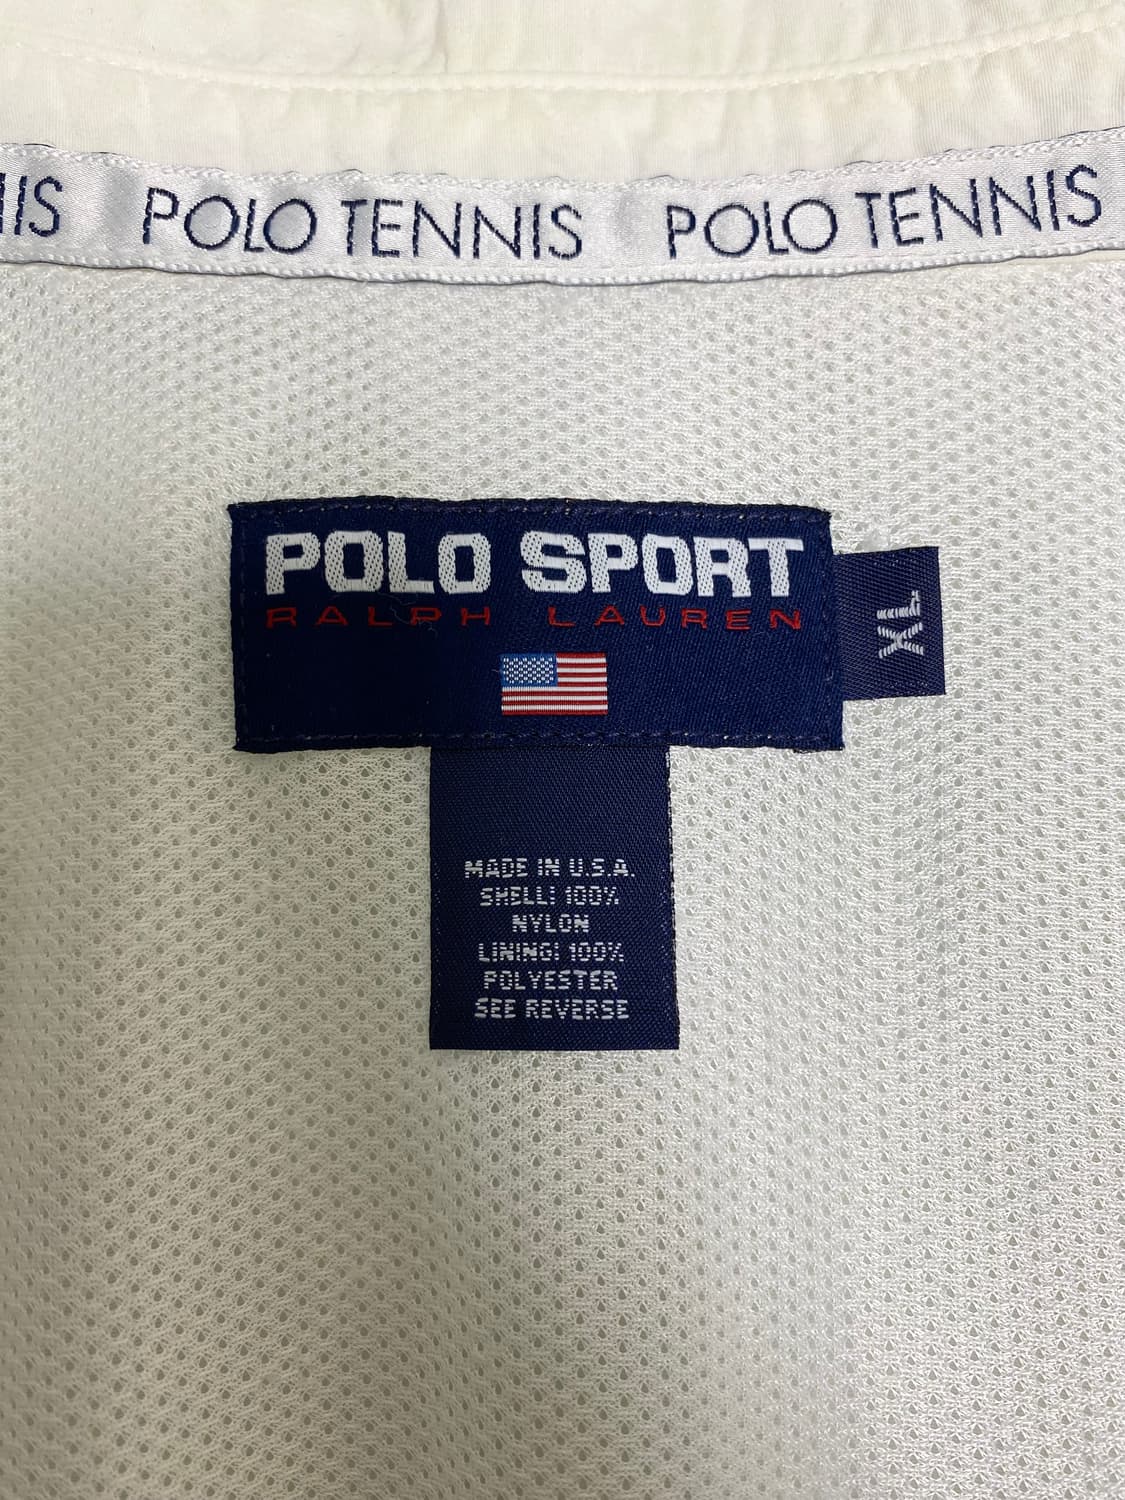 NIS POLO TENNIS POLO TENNIS
POLO SPORT
RALPH LAUREN
XL
MADE IN U.S.A.
SHELL: 100%
NYLON
LINING: 100%
POLYESTER
SEE REVERSE